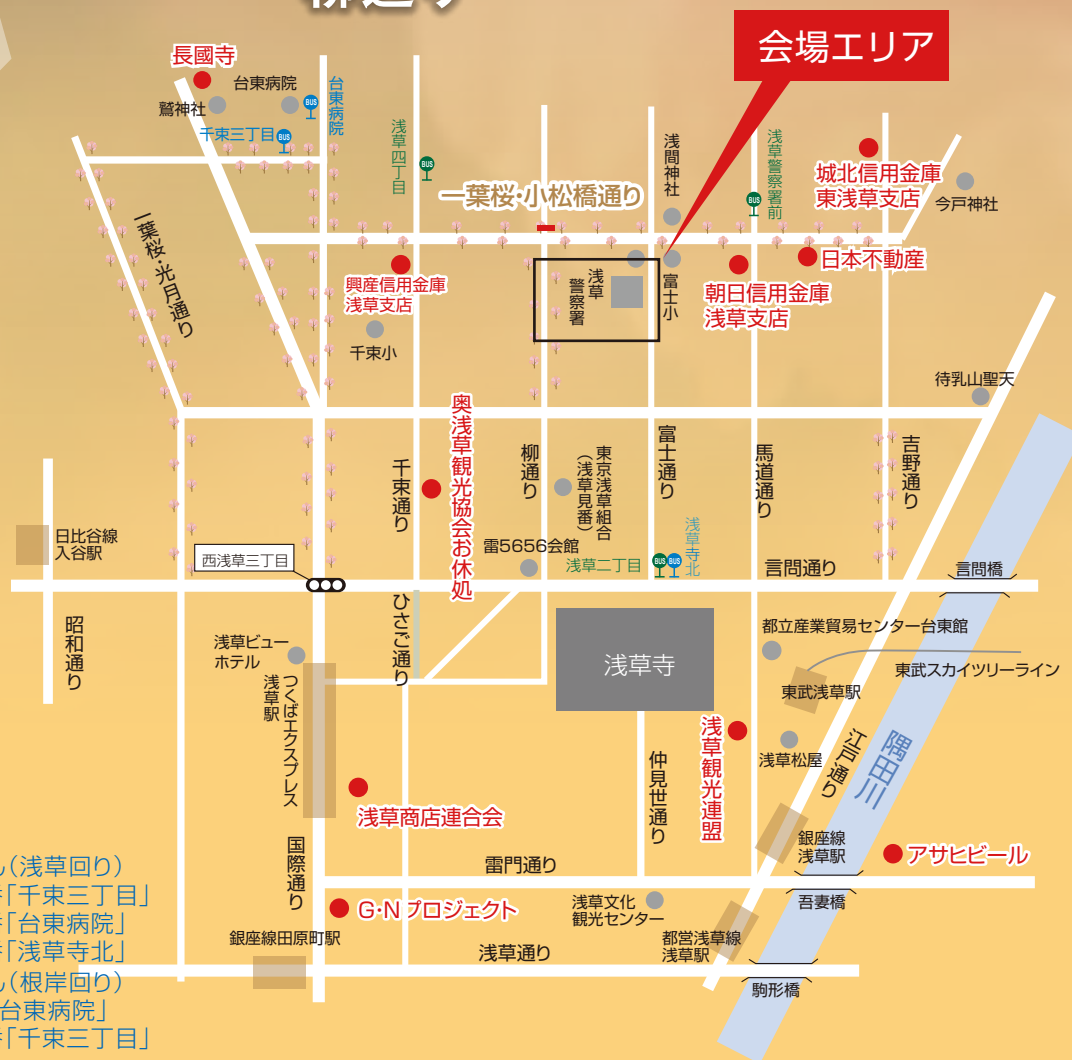 柳通り
会場エリア
長國寺
台東病院
鷲神社
台東病院
千束三丁目
BUS
BUS
浅草四丁目
BUS
一葉桜・小松橋通り
浅間神社
浅草警察署前
BUS
城北信用金庫
東浅草支店
今戸神社
一葉桜・光月通り
興産信用金庫
浅草支店
千束小
浅草
警察署
富士小
朝日信用金庫
浅草支店
日本不動産
待乳山聖天
奥浅草観光協会お休処
千束通り
柳通り
東京浅草組合
(浅草見番)
富士通り
馬道通り
吉野通り
日比谷線
入谷駅
西浅草三丁目
雷5656会館
浅草二丁目
BUS
BUS
浅草寺北
言問通り
言問橋
昭和通り
ひさご通り
浅草ビュー
ホテル
つくばエクスプレス
浅草駅
浅草寺
都立産業貿易センター台東館
東武浅草駅
東武スカイツリーライン
浅草観光連盟
浅草松屋
江戸通り
隅田川
仲見世通り
浅草商店連合会
国際通り
雷門通り
銀座線
浅草駅
アサヒビール
吾妻橋
G・Nプロジェクト
浅草文化
観光センター
都営浅草線
浅草駅
銀座線田原町駅
浅草通り
駒形橋
ん(浅草回り)
「千束三丁目」
「台東病院」
「浅草寺北」
ん(根岸回り)
台東病院」
「千束三丁目」